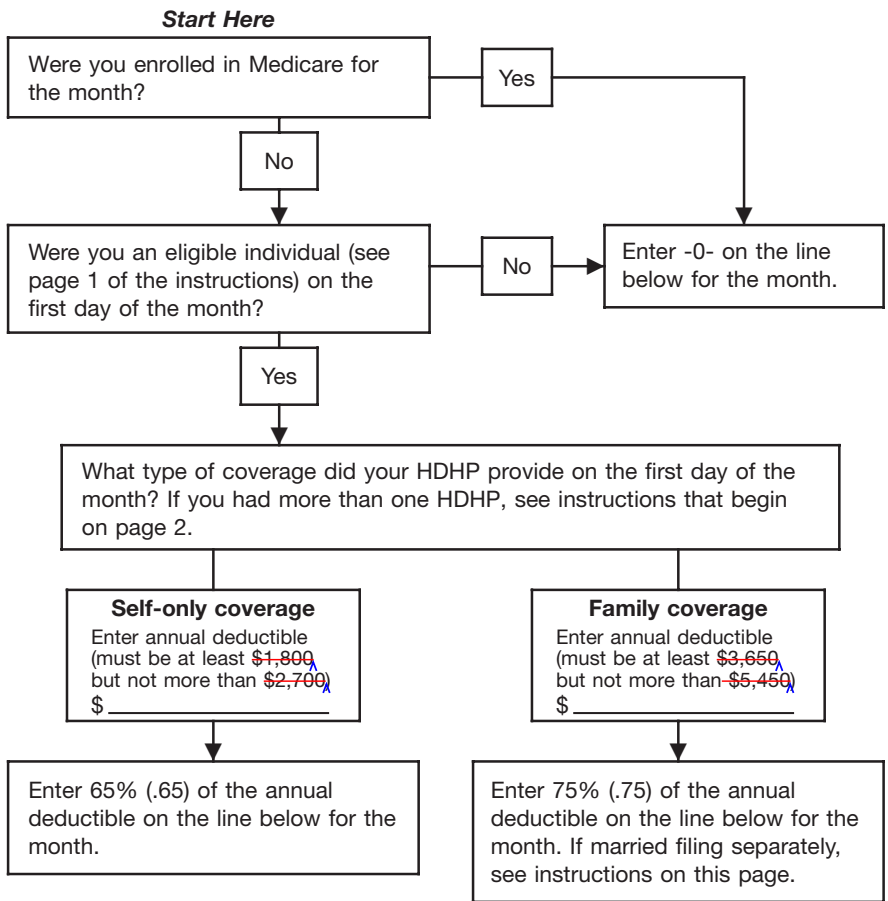 Start Here
Were you enrolled in Medicare for
the month?
Yes
No
Were you an eligible individual (see
page 1 of the instructions) on the
first day of the month?
No
Enter -0- on the line
below for the month.
Yes
What type of coverage did your HDHP provide on the first day of the
month? If you had more than one HDHP, see instructions that begin
on page 2.
Self-only coverage
Enter annual deductible
(must be at least $1,800
but not more than $2,700)
$
Family coverage
Enter annual deductible
(must be at least $3,650
but not more than $5,450)
$
Enter 65% (.65) of the annual
deductible on the line below for the
month.
Enter 75% (.75) of the annual
deductible on the line below for the
month. If married filing separately,
see instructions on this page.